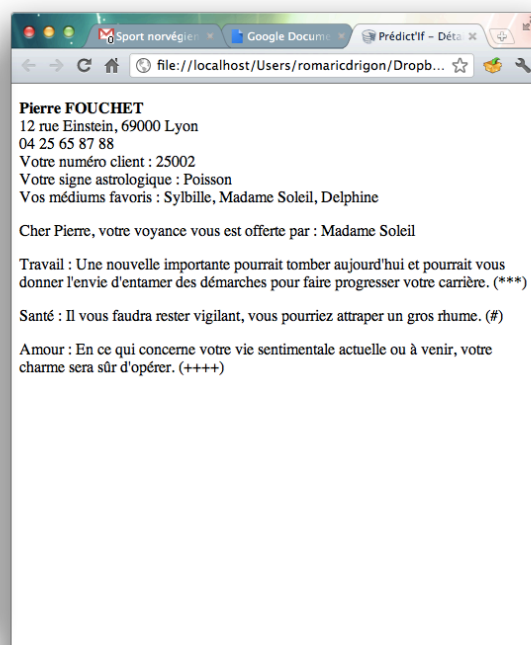 Sport norvégien
Google Docume
Prédict'If – Déta
file://localhost/Users/romaricdrigon/Dropb...
Pierre FOUCHET
12 rue Einstein, 69000 Lyon
04 25 65 87 88
Votre numéro client : 25002
Votre signe astrologique : Poisson
Vos médiums favoris : Sylbille, Madame Soleil, Delphine
Cher Pierre, votre voyance vous est offerte par : Madame Soleil
Travail : Une nouvelle importante pourrait tomber aujourd'hui et pourrait vous
donner l'envie d'entamer des démarches pour faire progresser votre carrière. (***)
Santé : Il vous faudra rester vigilant, vous pourriez attraper un gros rhume. (#)
Amour : En ce qui concerne votre vie sentimentale actuelle ou à venir, votre
charme sera sûr d'opérer. (++++)